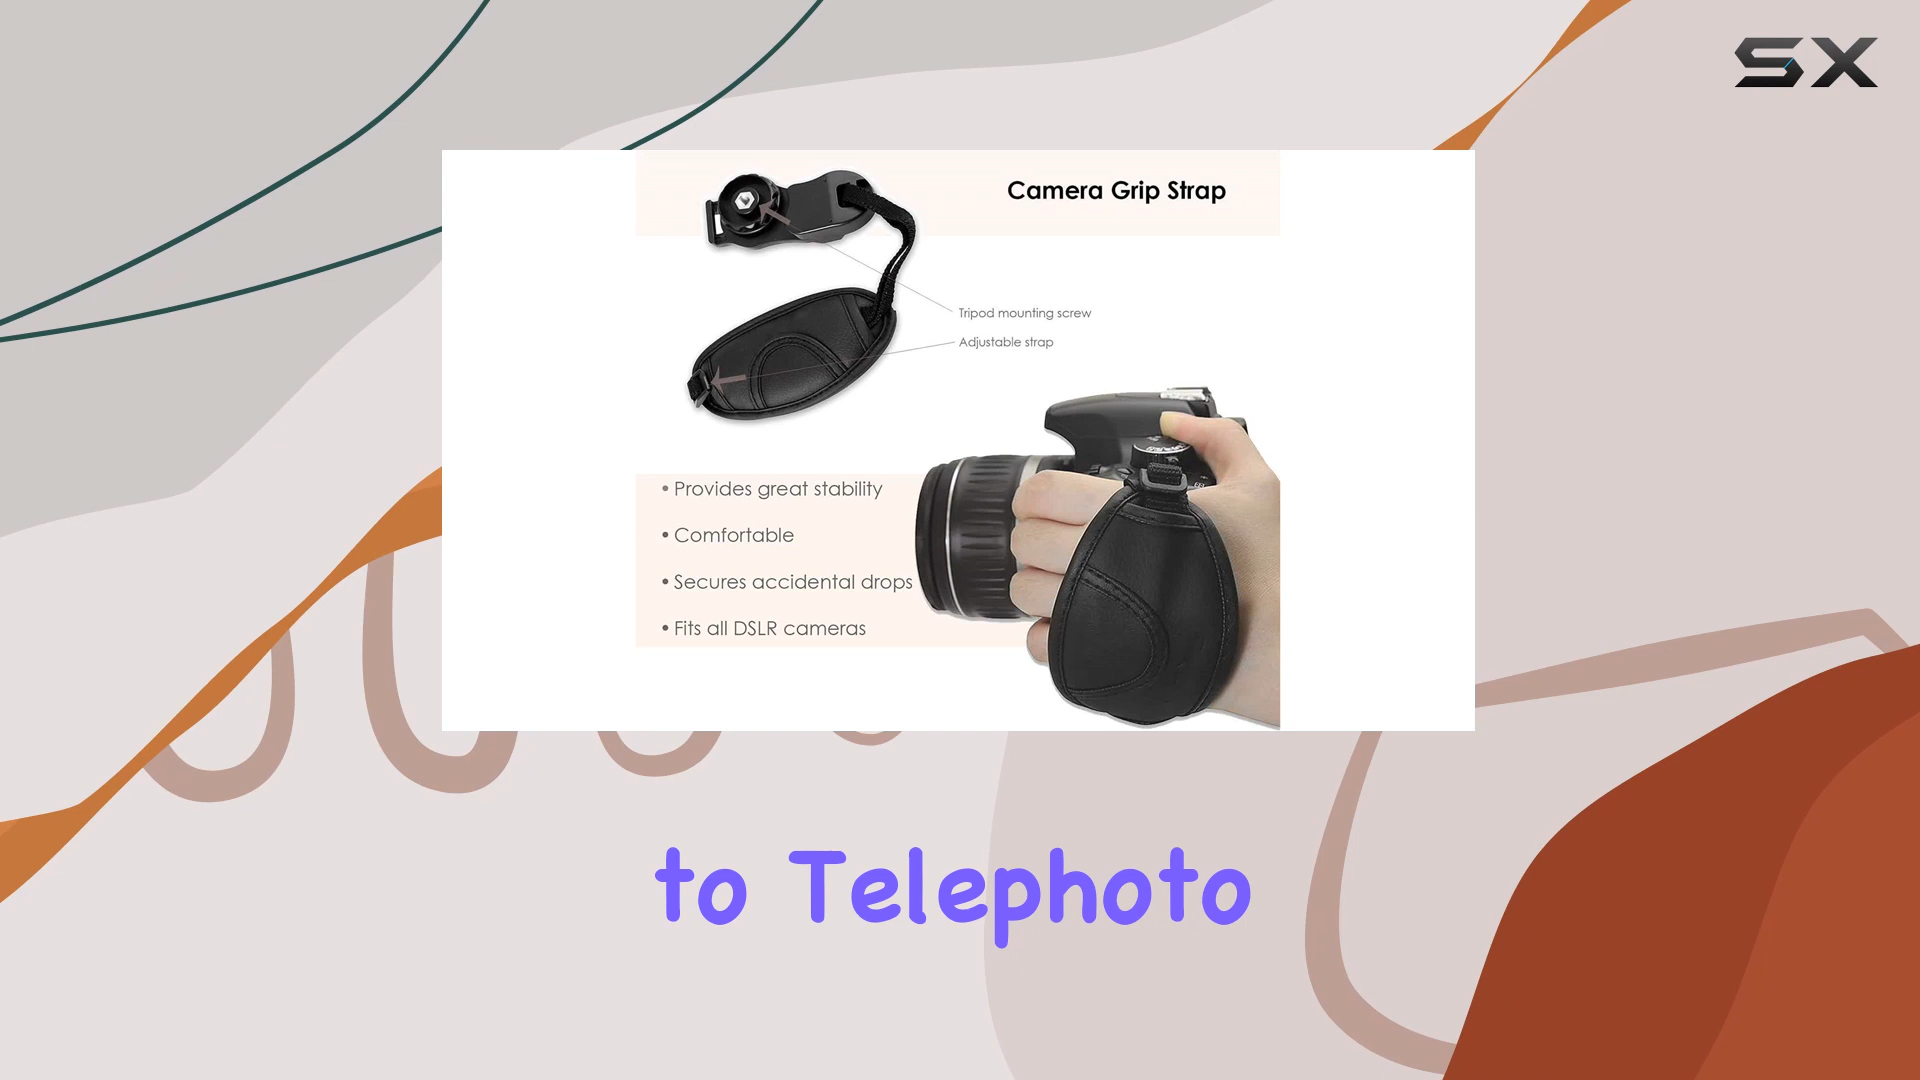 SX
Camera Grip Strap
Tripod mounting screw
Adjustable strap
• Provides great stability
• Comfortable
• Secures accidental drops
• Fits all DSLR cameras
to Telephoto